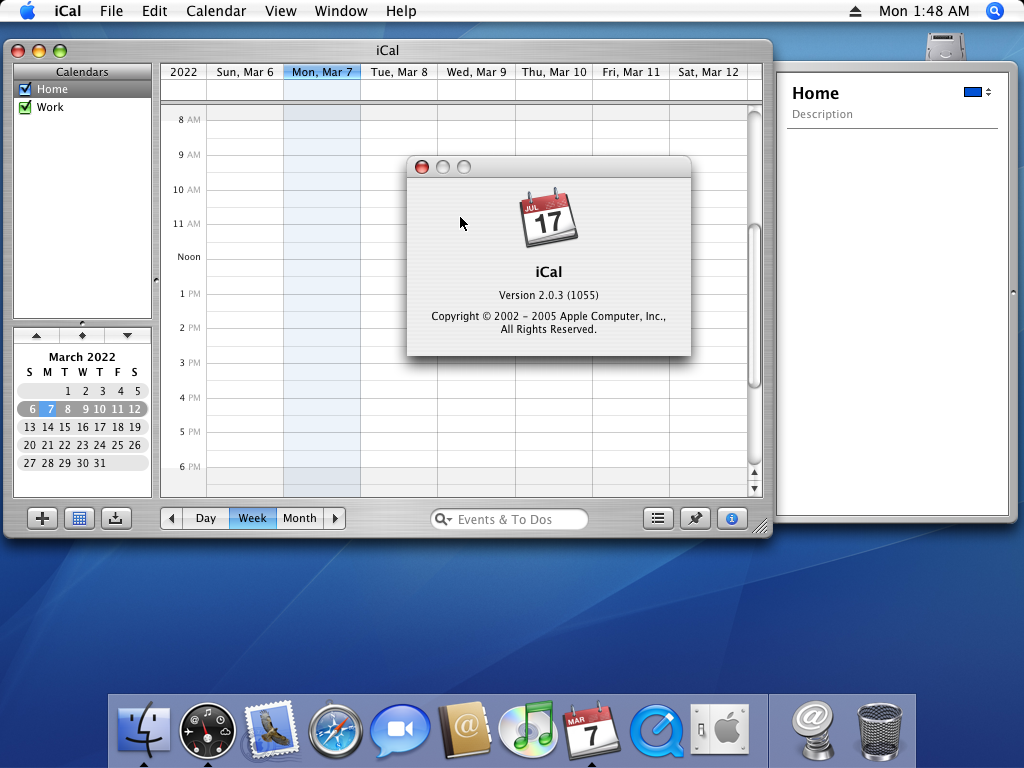 iCal File Edit Calendar View Window Help Mon 1:48 AM
iCal
Calendars
Home
Work
2022 Sun, Mar 6 Mon, Mar 7 Tue, Mar 8 Wed, Mar 9 Thu, Mar 10 Fri, Mar 11 Sat, Mar 12
8 AM
9 AM
10 AM
11 AM
Noon
1 PM
2 PM
3 PM
4 PM
5 PM
6 PM
JUL
17
iCal
Version 2.0.3 (1055)
Copyright © 2002 – 2005 Apple Computer, Inc.,
All Rights Reserved.
Home
Description
March 2022
S M T W T F S
1 2 3 4 5
6 7 8 9 10 11 12
13 14 15 16 17 18 19
20 21 22 23 24 25 26
27 28 29 30 31
Day Week Month
Events & To Dos
MAR
7